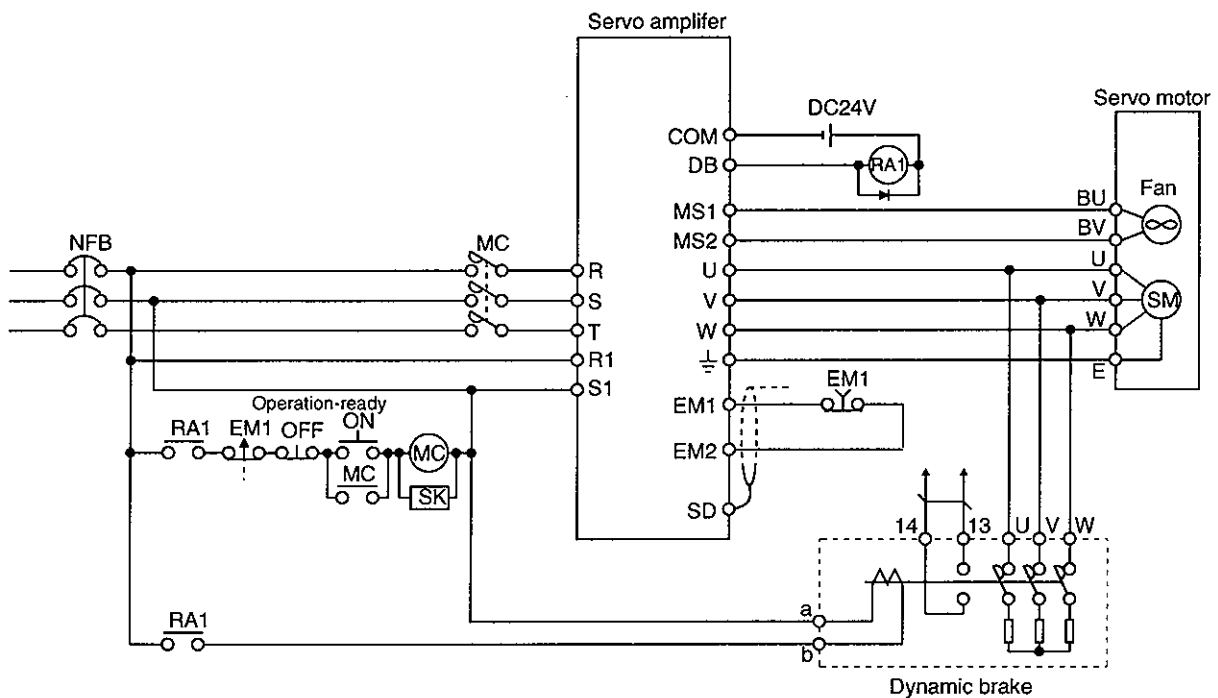 Servo amplifer
Servo motor
DC24V
COM
DB
RA1
Fan
BU
MS1
BV
MS2
NFB
MC
R
U
U
S
V
V
SM
T
W
W
R1
E
S1
EM1
EM1
Operation-ready
RA1
EM1
OFF
ON
MC
MC
EM2
SK
SD
14
13
U
V
W
a
RA1
b
Dynamic brake